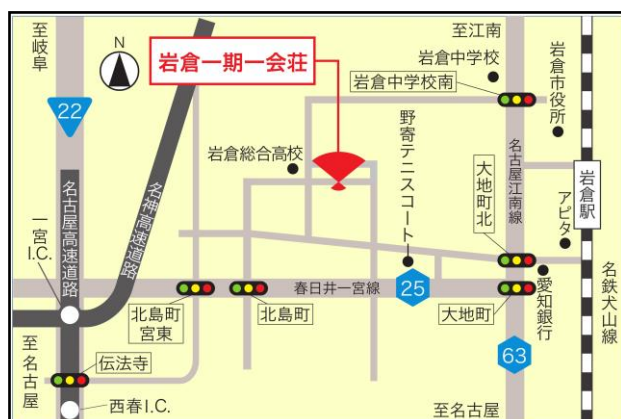 至岐阜
N
岩倉一期一会荘
至江南
岩倉中学校
岩倉中学校南
岩倉市役所
22
野寄テニスコート
名古屋江南線
岩倉総合高校
大地町北
アピタ
岩倉駅
名神高速道路
名古屋高速道路
一宮I.C.
春日井一宮線
25
愛知銀行
名鉄犬山線
北島町宮東
北島町
大地町
至名古屋
伝法寺
63
西春I.C.
至名古屋